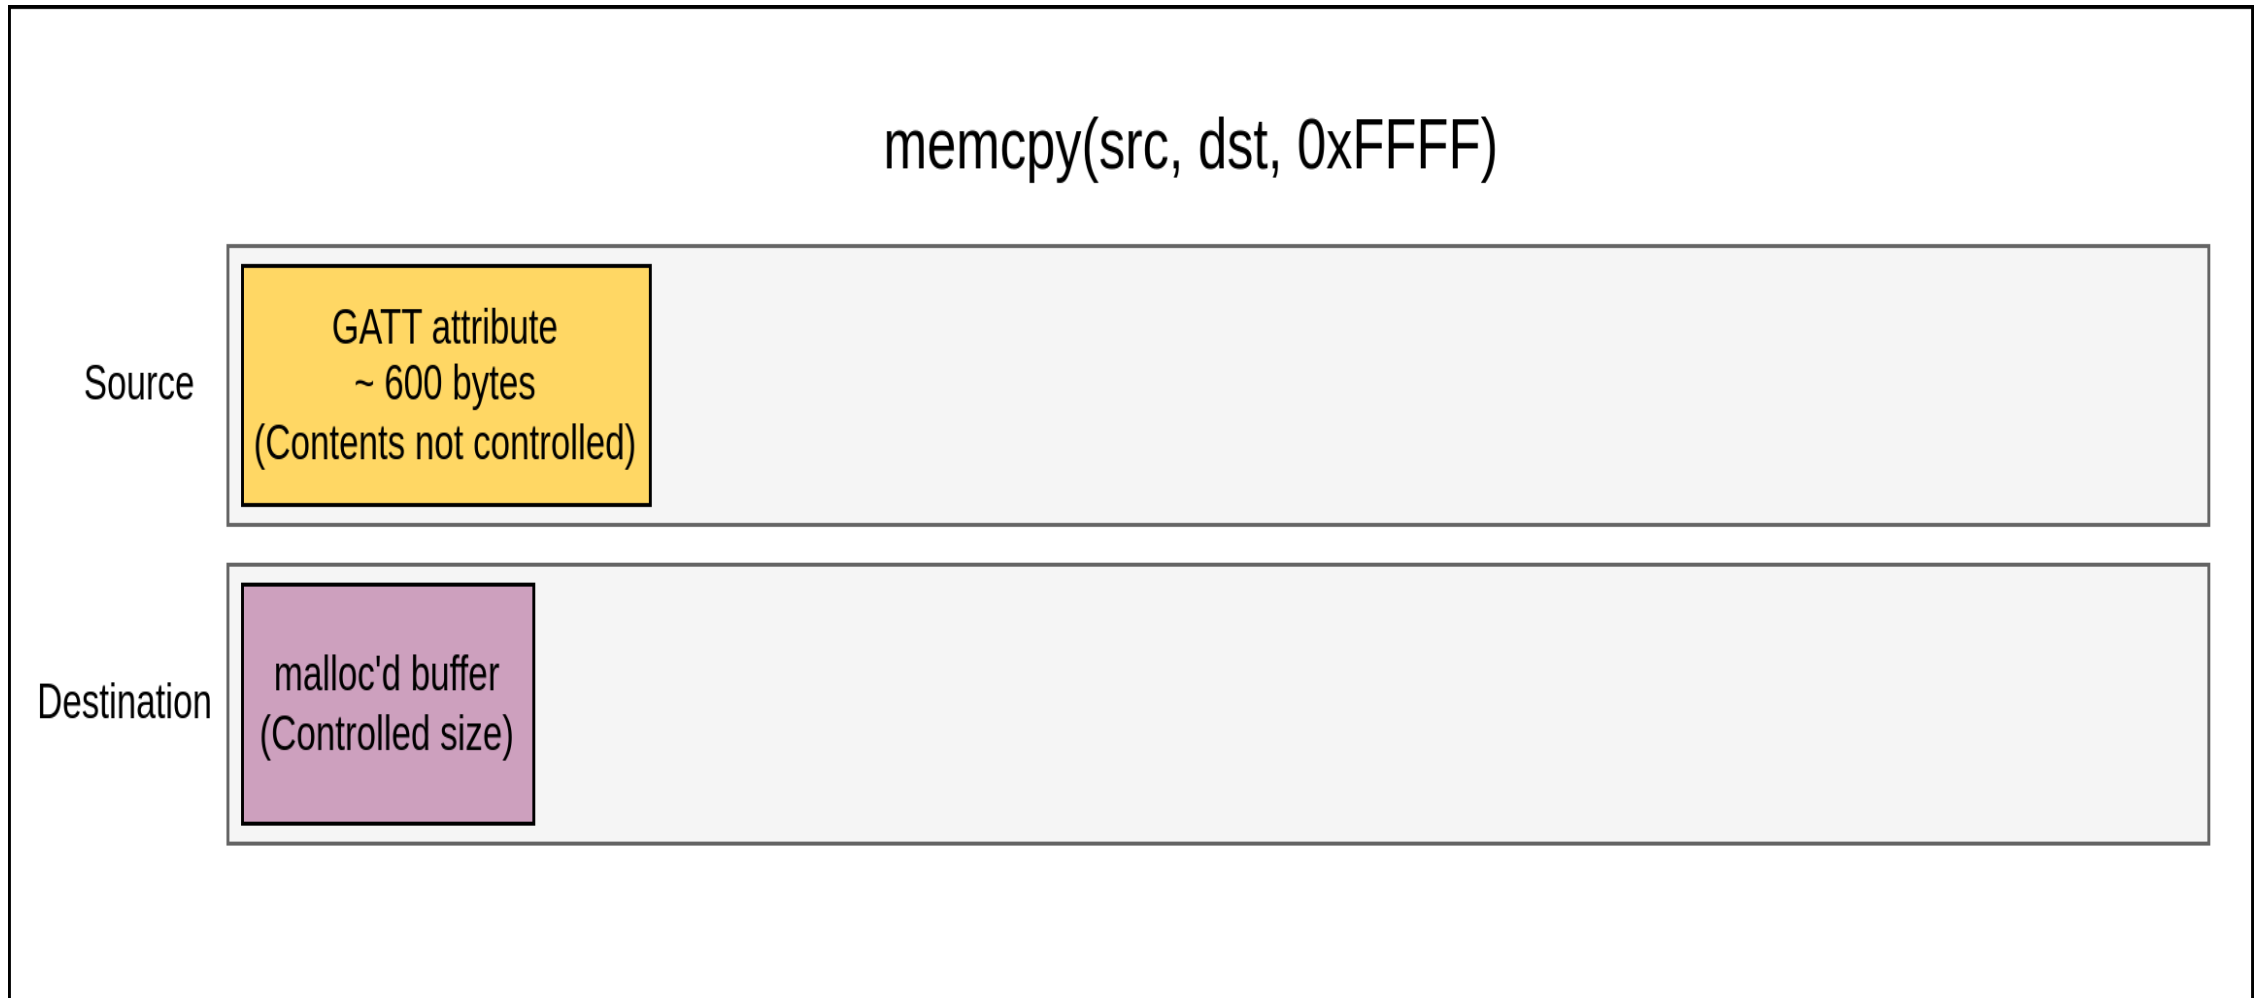 memcpy(src, dst, 0xFFFF)
Source
GATT attribute
~ 600 bytes
(Contents not controlled)
Destination
malloc'd buffer
(Controlled size)